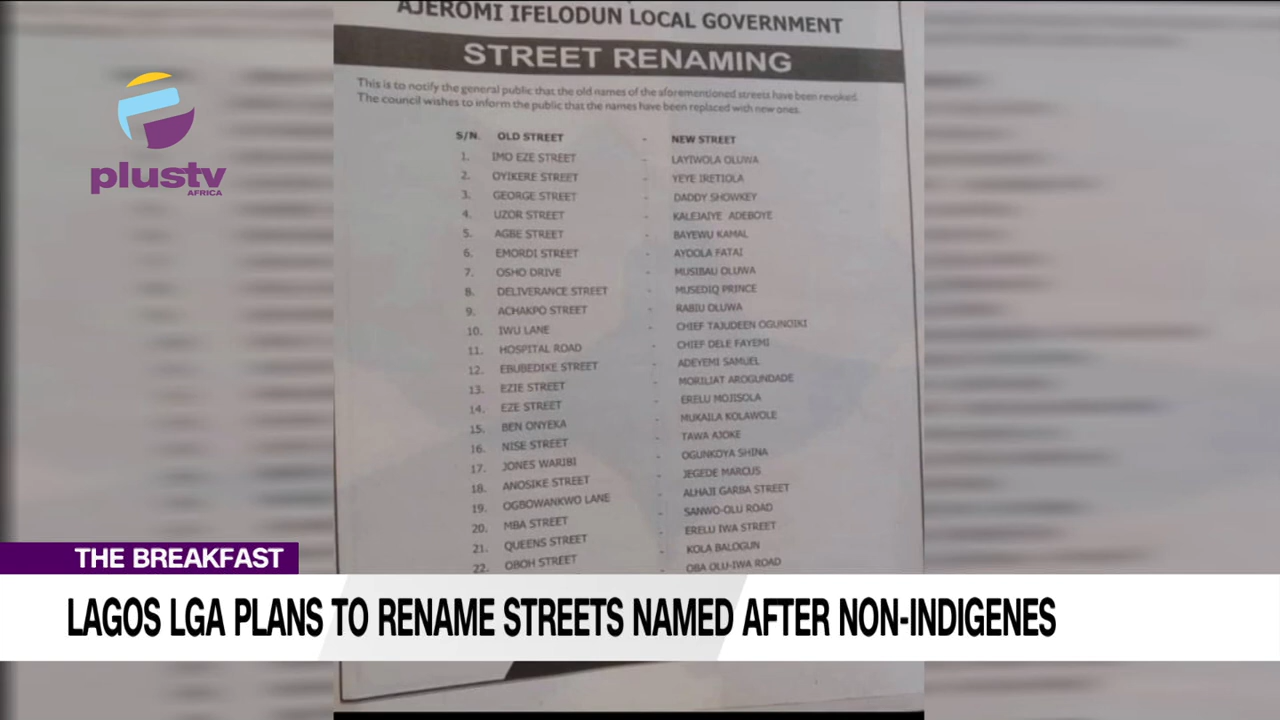 AJEROMI IFELODUN LOCAL GOVERNMENT
STREET RENAMING
This is to notify the general public that the old names of the aforementioned streets have been revoked.
The council wishes to inform the public that the names have been replaced with new ones.
S/N. OLD STREET - NEW STREET
1. IMO EZE STREET - LAYIWOLA OLUWA
2. OYIKERE STREET - YEYE IRETIOLA
3. GEORGE STREET - DADDY SHOWKEY
4. UZOR STREET - KALEJAIYE ADEBOYE
5. AGBE STREET - BAYEWU KAMAL
6. EMORDI STREET - AYOOLA FATAI
7. OSHO DRIVE - MUSIBAU OLUWA
8. DELIVERANCE STREET - MUSEDIQ PRINCE
9. ACHAKPO STREET - RABIU OLUWA
10. IWU LANE - CHIEF TAJUDEEN OGUNDIKI
11. HOSPITAL ROAD - CHIEF DELE FAYEMI
12. EBUBEDIKE STREET - ADEYEMI SAMUEL
13. EZIE STREET - MORILIAT AROGUNDADE
14. EZE STREET - ERELU MOJISOLA
15. BEN ONYEKA - MUKAILA KOLAWOLE
16. NISE STREET - TAWA AJOKE
17. JONES WARIBI - OGUNKOYA SHINA
18. ANOSIKE STREET - JEGEDE MARCUS
19. OGBOWANKWO LANE - ALHAJI GARBA STREET
20. MBA STREET - SANWO-OLU ROAD
21. QUEENS STREET - ERELU IWA STREET
22. OBOH STREET - KOLA BALOGUN
- OBA OLU-IWA ROAD
plustv
AFRICA
THE BREAKFAST
LAGOS LGA PLANS TO RENAME STREETS NAMED AFTER NON-INDIGENES